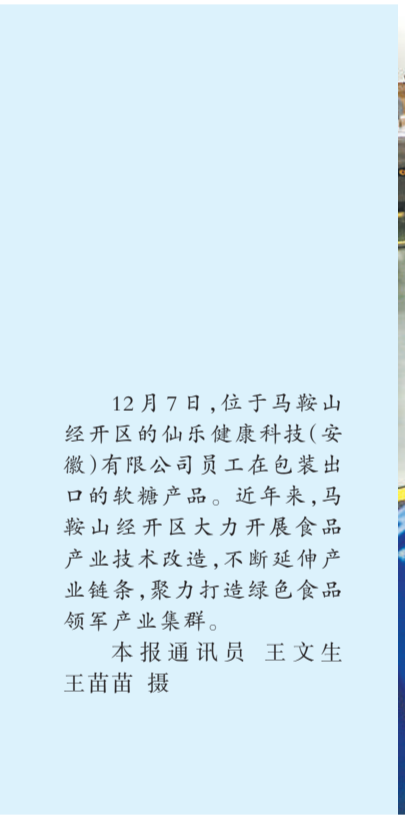 12月7日,位于马鞍山
经开区的仙乐健康科技(安
徽)有限公司员工在包装出
口的软糖产品。近年来,马
鞍山经开区大力开展食品
产业技术改造,不断延伸产
业链条,聚力打造绿色食品
领军产业集群。
本报通讯员 王文生
王苗苗 摄